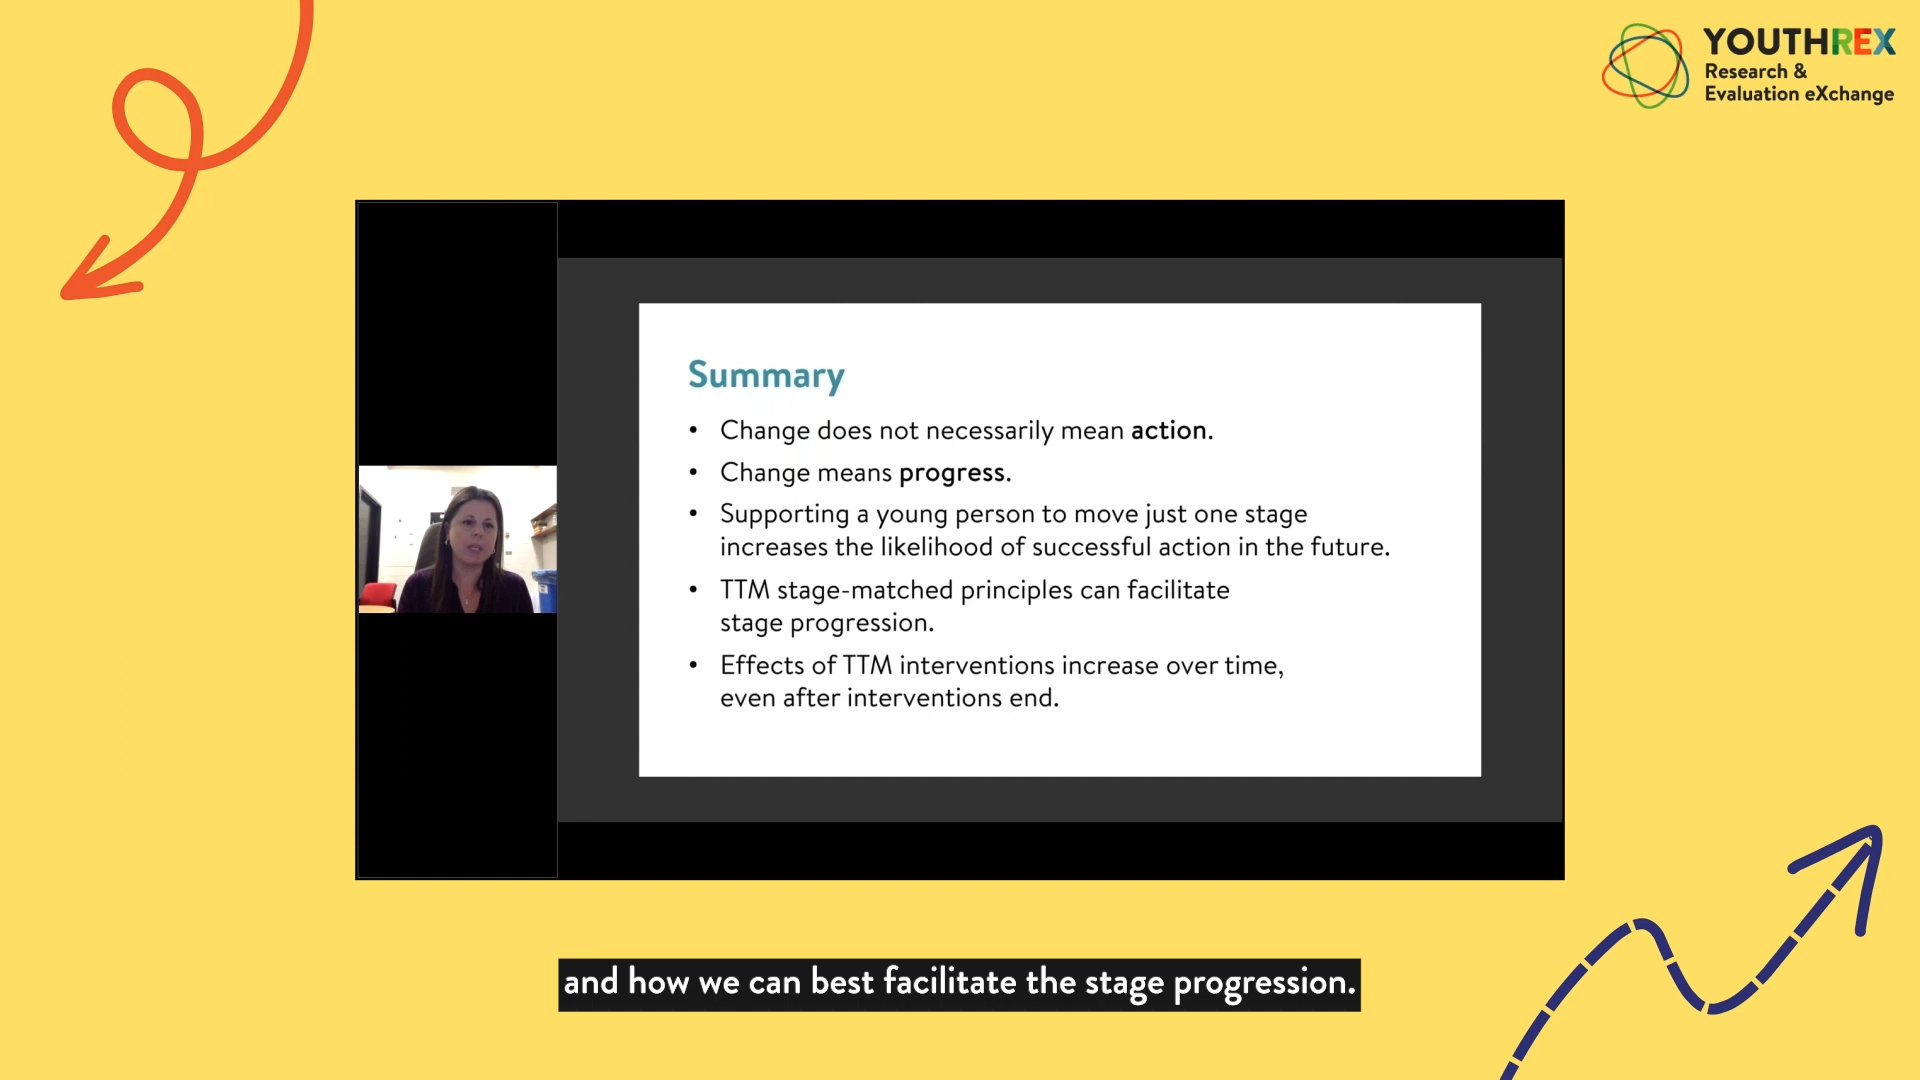 YOUTHREX
Research &
Evaluation eXchange
Summary
• Change does not necessarily mean action.
• Change means progress.
• Supporting a young person to move just one stage
increases the likelihood of successful action in the future.
• TTM stage-matched principles can facilitate
stage progression.
• Effects of TTM interventions increase over time,
even after interventions end.
and how we can best facilitate the stage progression.